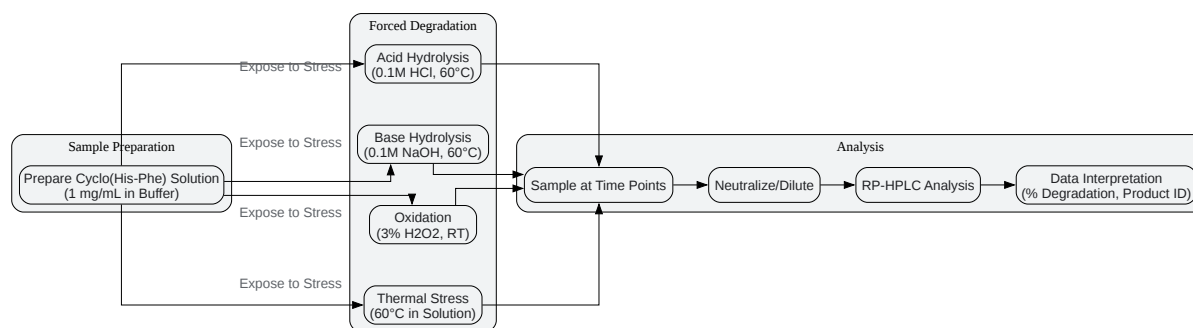 Forced Degradation
Expose to Stress
Acid Hydrolysis
(0.1M HCl, 60°C)
Sample Preparation
Prepare Cyclo(His-Phe) Solution
(1 mg/mL in Buffer)
Expose to Stress
Base Hydrolysis
(0.1M NaOH, 60°C)
Expose to Stress
Oxidation
(3% H2O2, RT)
Expose to Stress
Thermal Stress
(60°C in Solution)
Analysis
Sample at Time Points
Neutralize/Dilute
RP-HPLC Analysis
Data Interpretation
(% Degradation, Product ID)